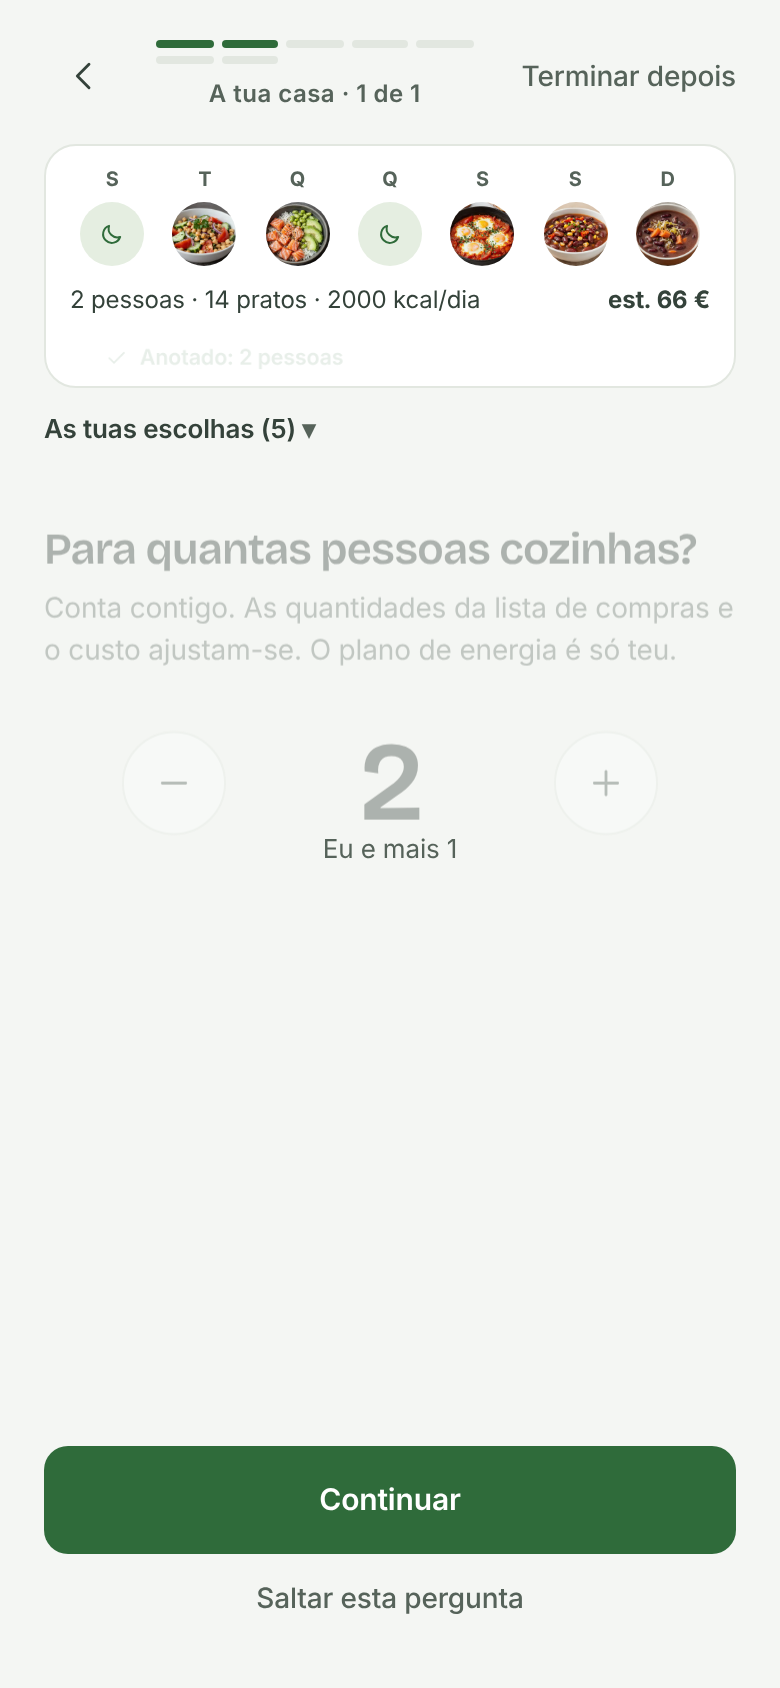 A tua casa · 1 de 1
Terminar depois
S T Q Q S S D
2 pessoas · 14 pratos · 2000 kcal/dia est. 66 €
Anotado: 2 pessoas
As tuas escolhas (5) ▾
Para quantas pessoas cozinhas?
Conta contigo. As quantidades da lista de compras e
o custo ajustam-se. O plano de energia é só teu.
− 2 +
Eu e mais 1
Continuar
Saltar esta pergunta